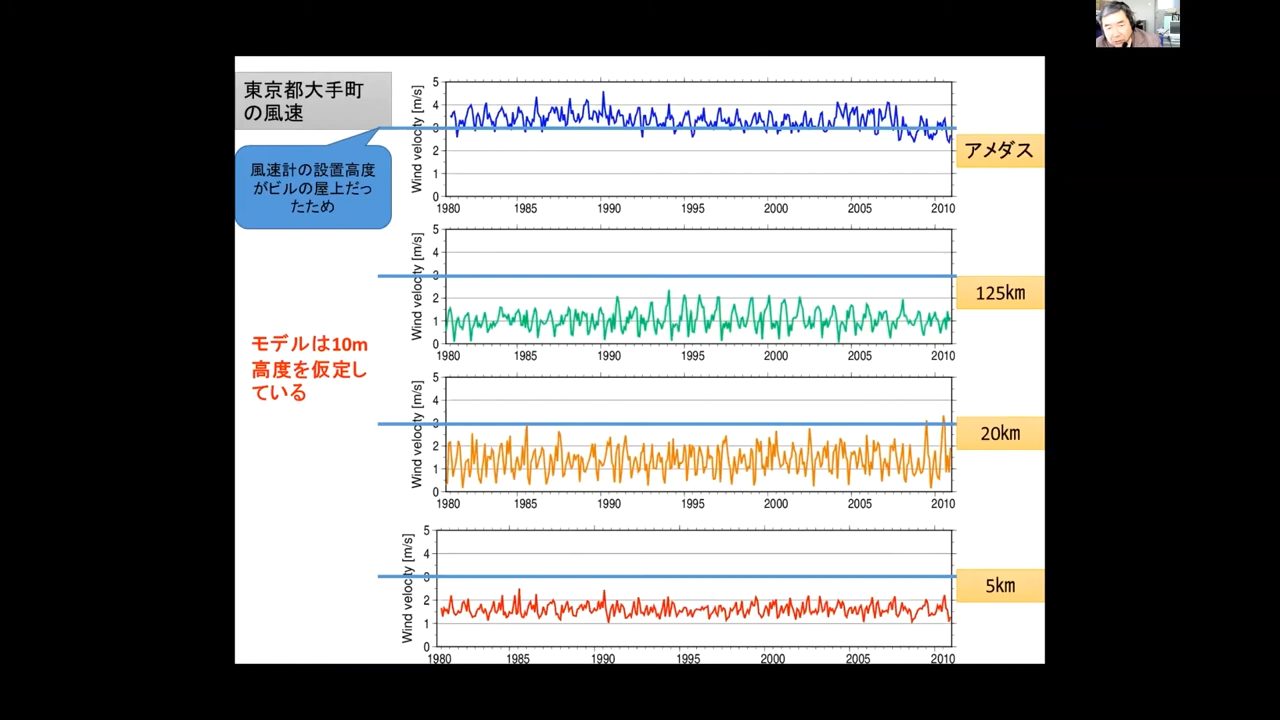 東京都大手町
の風速
風速計の設置高度
がビルの屋上だっ
たため
モデルは10m
高度を仮定し
ている
Wind velocity [m/s]
5
4
3
2
1
0
1980 1985 1990 1995 2000 2005 2010
アメダス
Wind velocity [m/s]
5
4
3
2
1
0
1980 1985 1990 1995 2000 2005 2010
125km
Wind velocity [m/s]
5
4
3
2
1
0
1980 1985 1990 1995 2000 2005 2010
20km
Wind velocity [m/s]
5
4
3
2
1
0
1980 1985 1990 1995 2000 2005 2010
5km